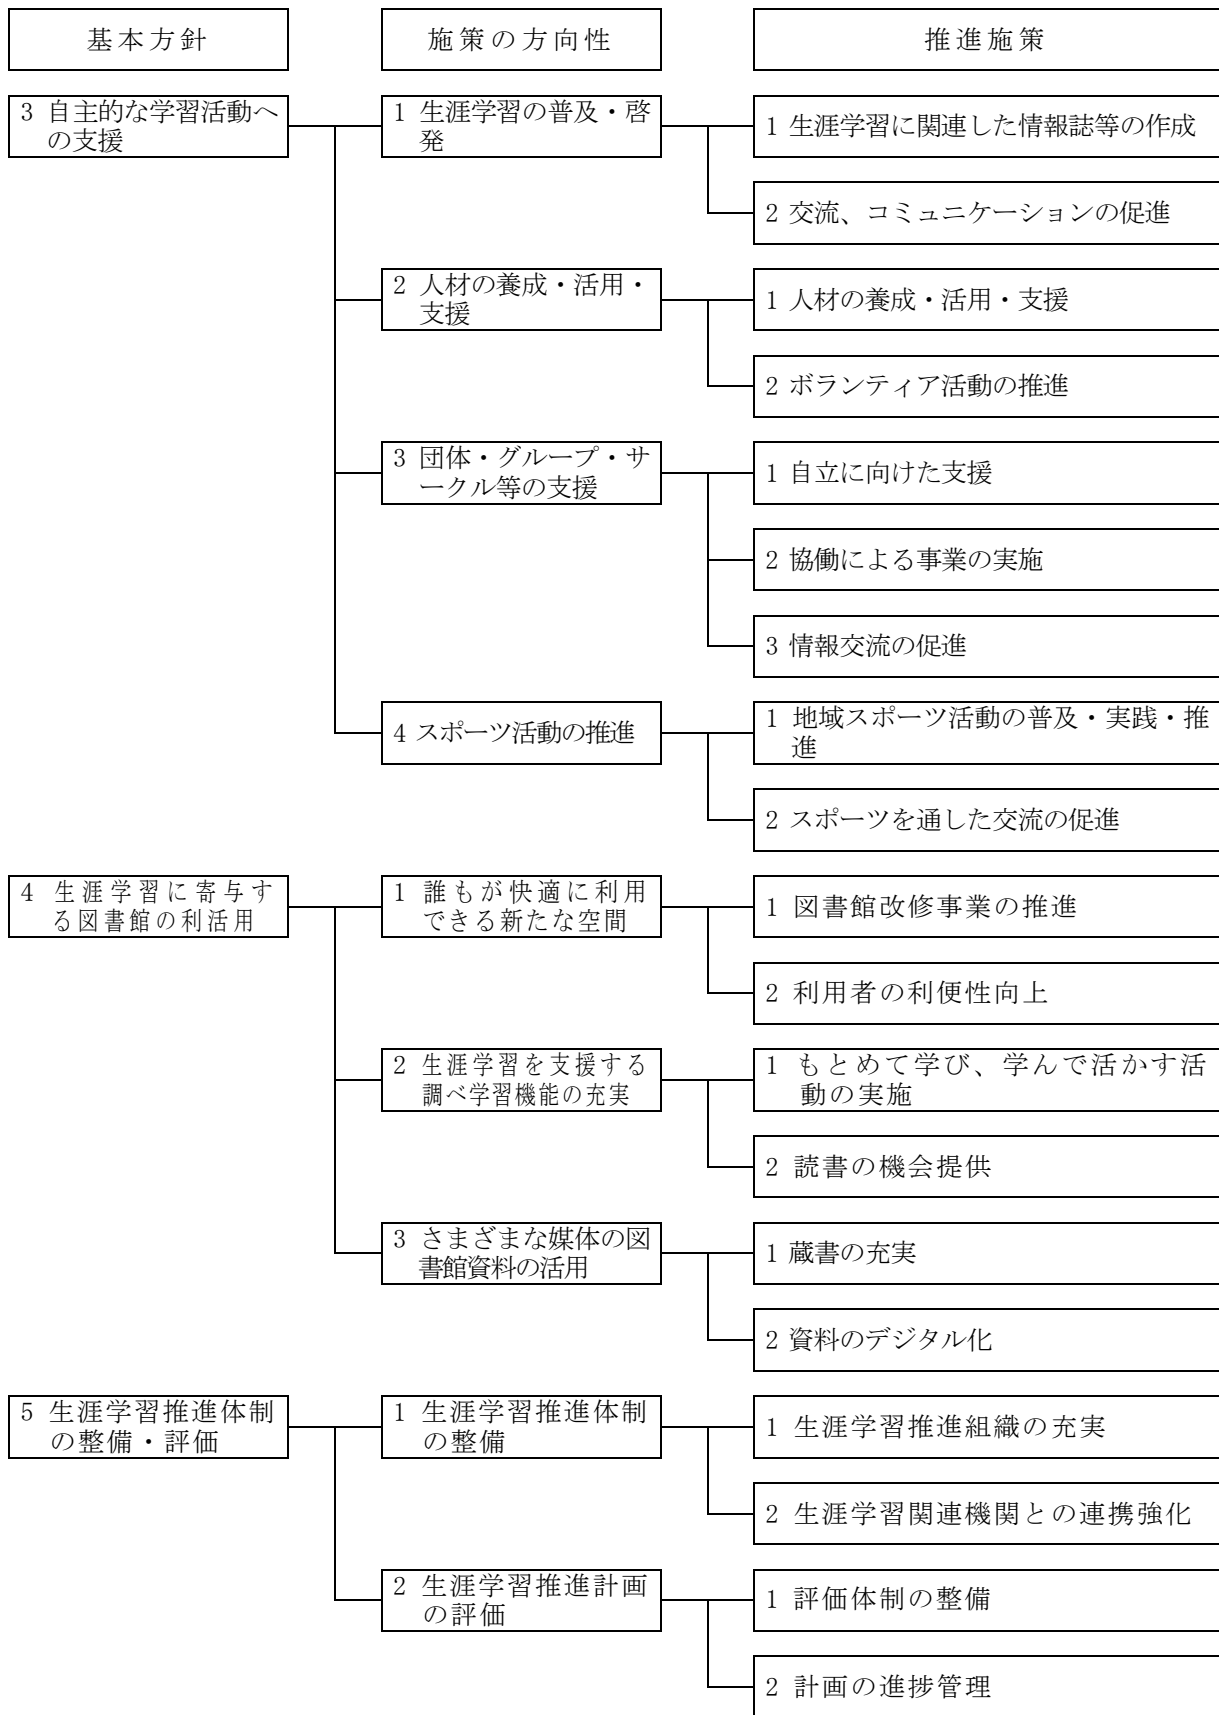 基本方針
施策の方向性
推進施策
3 自主的な学習活動へ
の支援
1 生涯学習の普及・啓
発
1 生涯学習に関連した情報誌等の作成
2 交流、コミュニケーションの促進
2 人材の養成・活用・
支援
1 人材の養成・活用・支援
2 ボランティア活動の推進
3 団体・グループ・サ
ークル等の支援
1 自立に向けた支援
2 協働による事業の実施
3 情報交流の促進
4 スポーツ活動の推進
1 地域スポーツ活動の普及・実践・推
進
2 スポーツを通した交流の促進
4 生涯学習に寄与す
る図書館の利活用
1 誰もが快適に利用
できる新たな空間
1 図書館改修事業の推進
2 利用者の利便性向上
2 生涯学習を支援する
調べ学習機能の充実
1 もとめて学び、学んで活かす活
動の実施
2 読書の機会提供
3 さまざまな媒体の図
書館資料の活用
1 蔵書の充実
2 資料のデジタル化
5 生涯学習推進体制
の整備・評価
1 生涯学習推進体制
の整備
1 生涯学習推進組織の充実
2 生涯学習関連機関との連携強化
2 生涯学習推進計画
の評価
1 評価体制の整備
2 計画の進捗管理